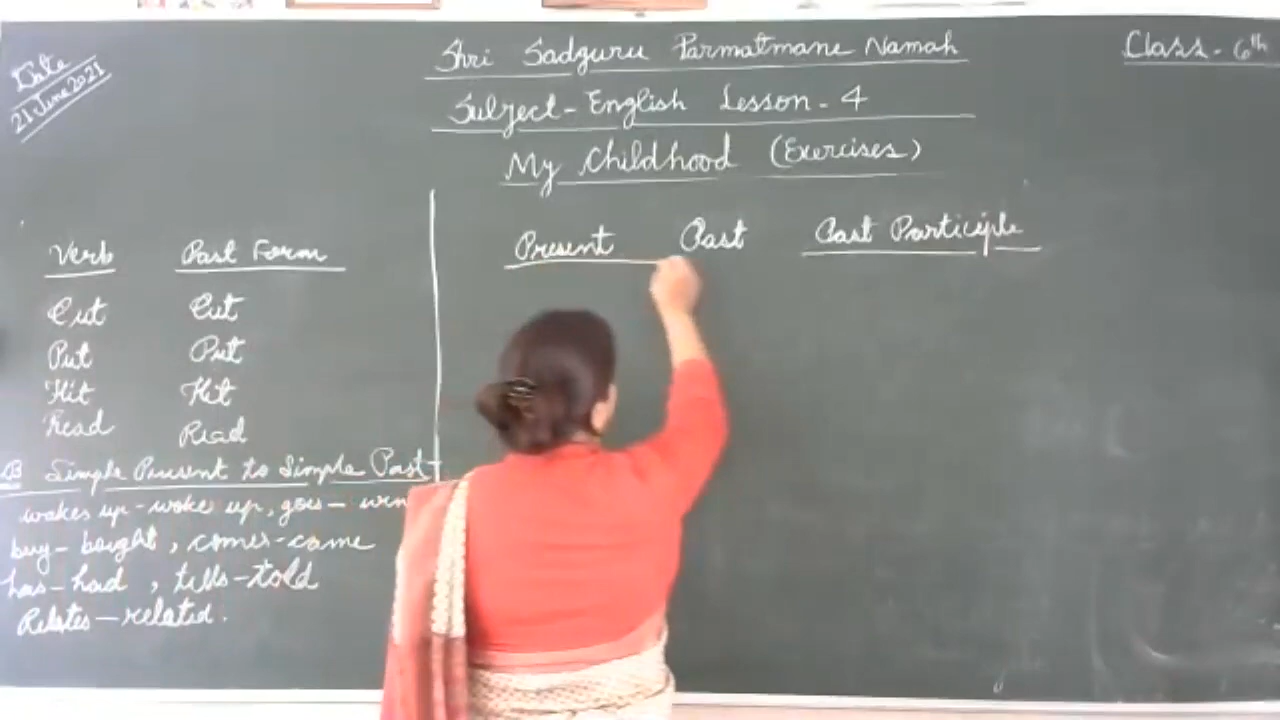 Date
21 June 2021
Shri Sadguru Parmatmane Namah
Class - 6th
Subject - English Lesson - 4
My Childhood (Exercises)
Verb Past Form
Cut Cut
Put Put
Hit Hit
Read Read
B Simple Present to Simple Past -
wakes up - woke up, goes -
buy - bought, comes - came
has - had, tells - told
Relates - related.
Present Past Past Participle